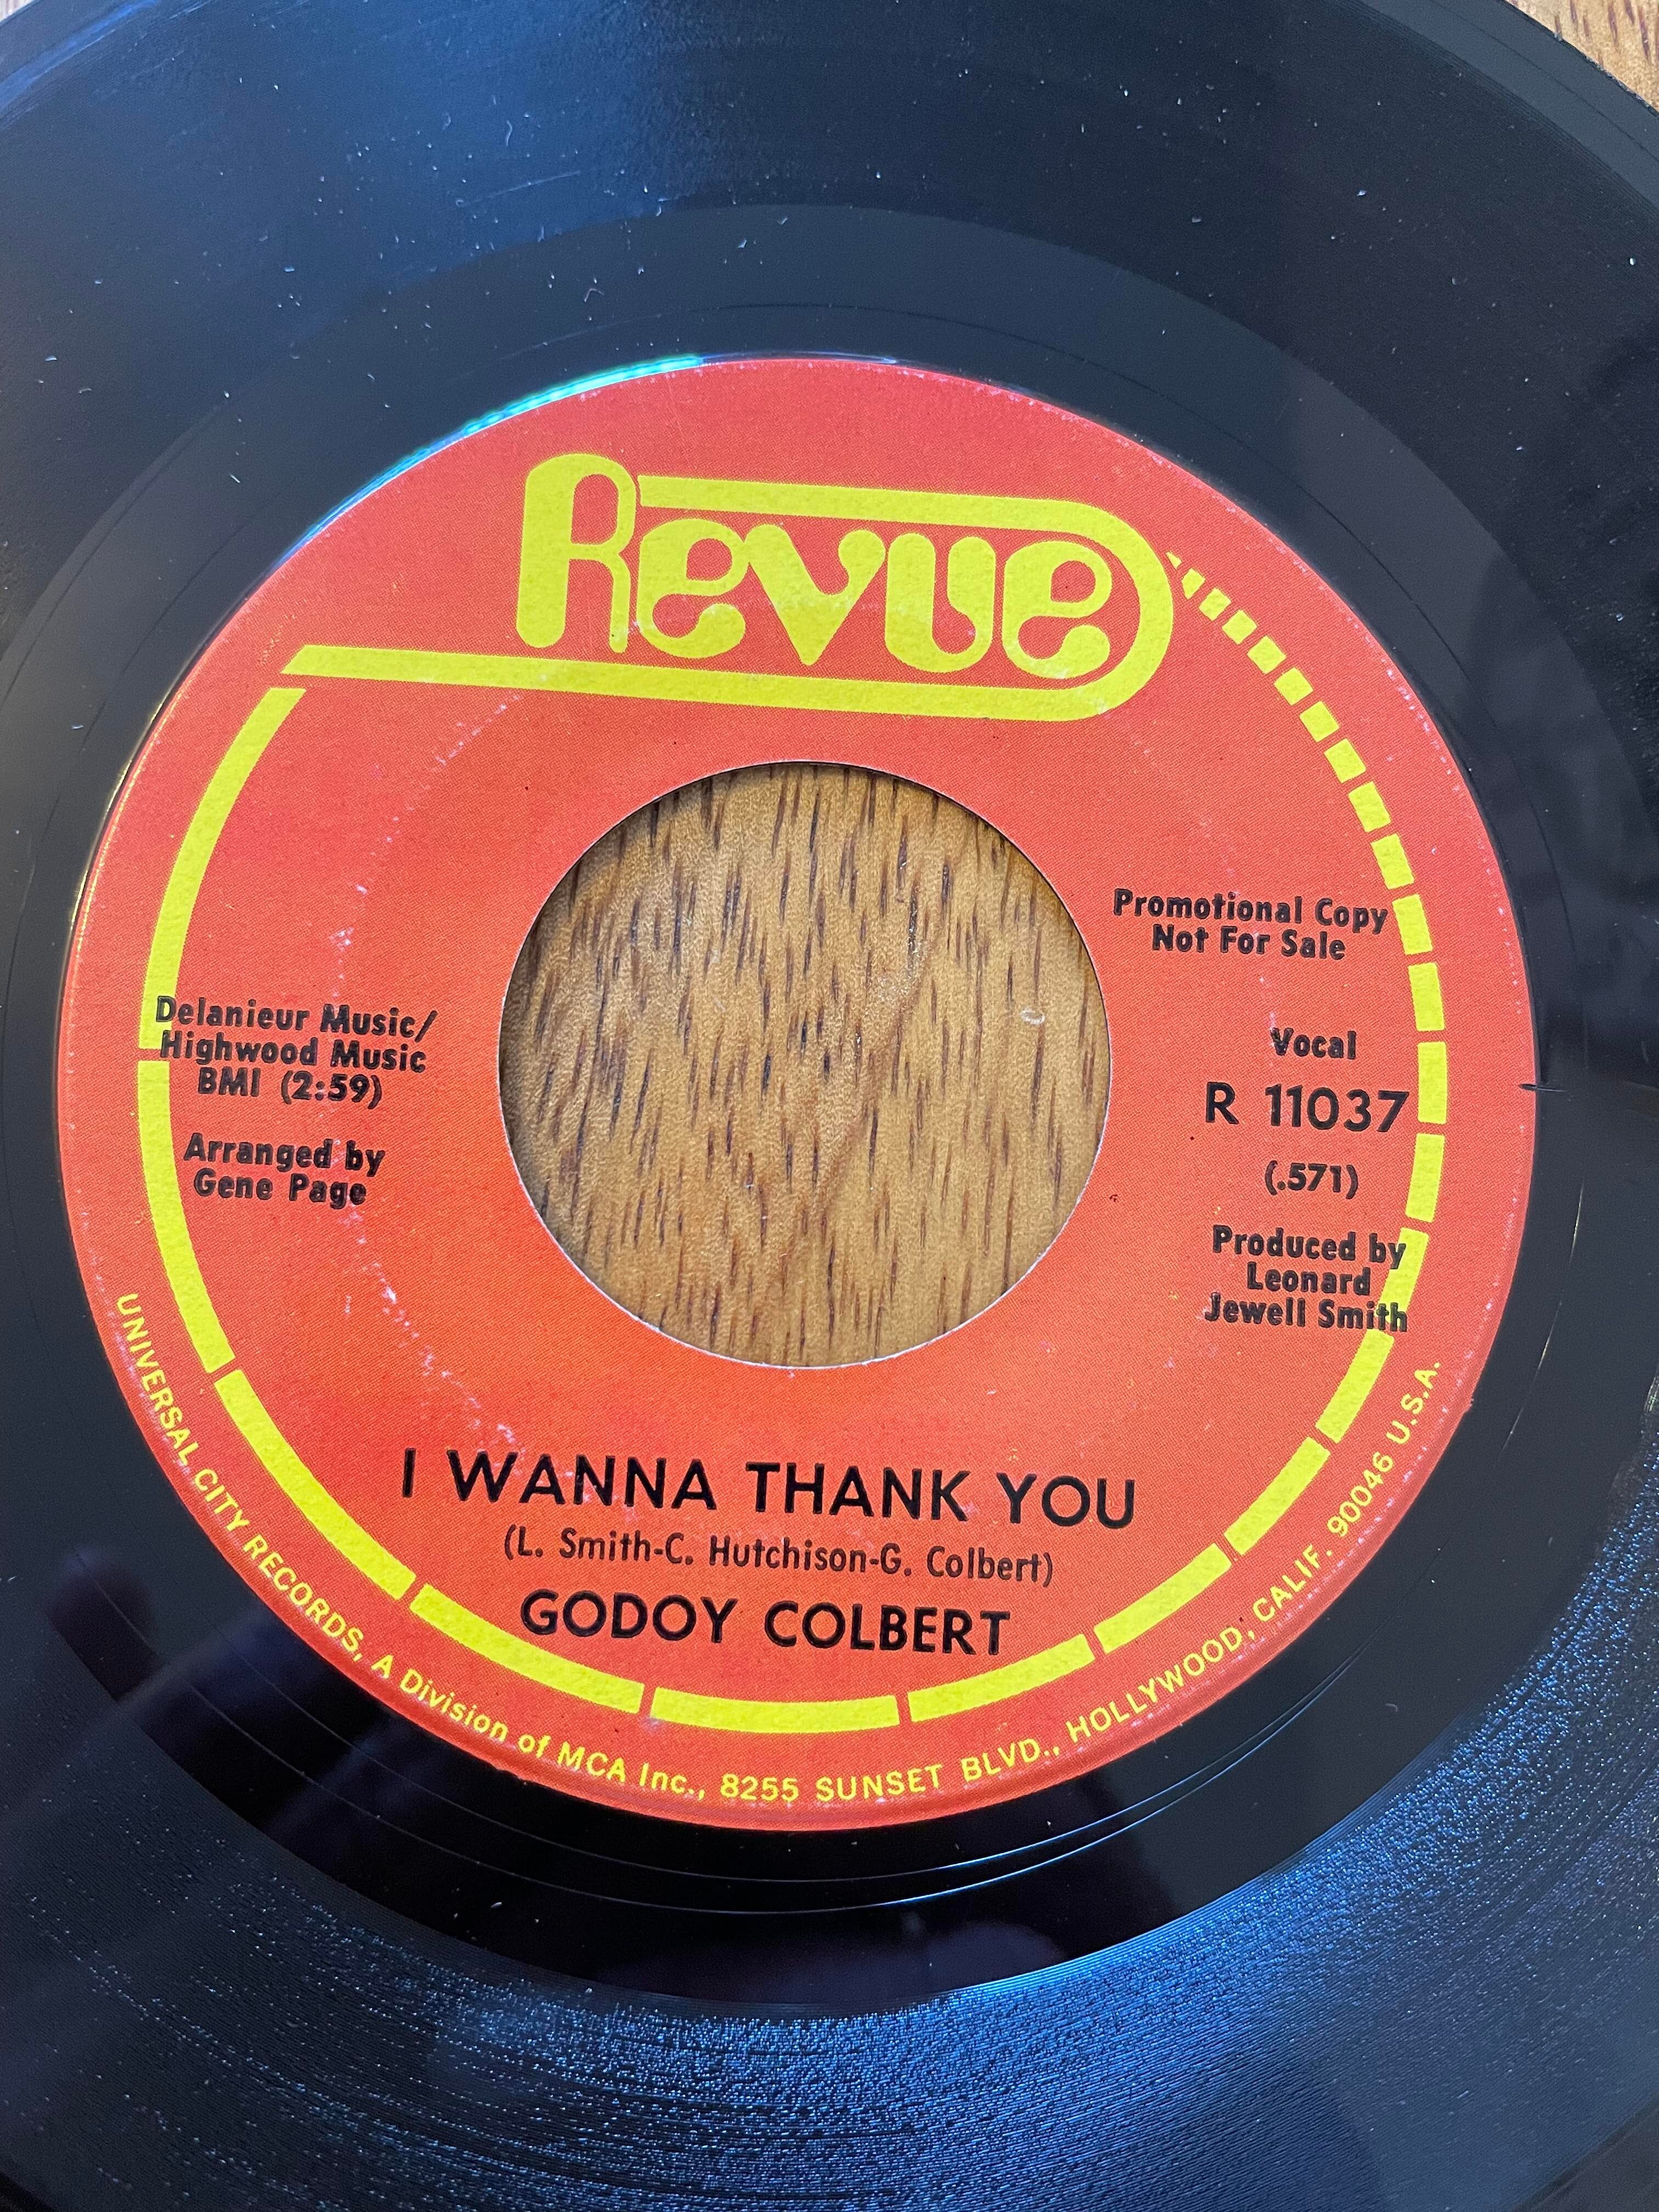 Revue
Promotional Copy
Not For Sale
Delanieur Music/
Highwood Music
BMI (2:59)
Arranged by
Gene Page
Vocal
R 11037
(.571)
Produced by
Leonard
Jewell Smith
I WANNA THANK YOU
(L. Smith-C. Hutchison-G. Colbert)
GODOY COLBERT
UNIVERSAL CITY RECORDS, A Division of MCA Inc., 8255 SUNSET BLVD., HOLLYWOOD, CALIF. 90046 U.S.A.